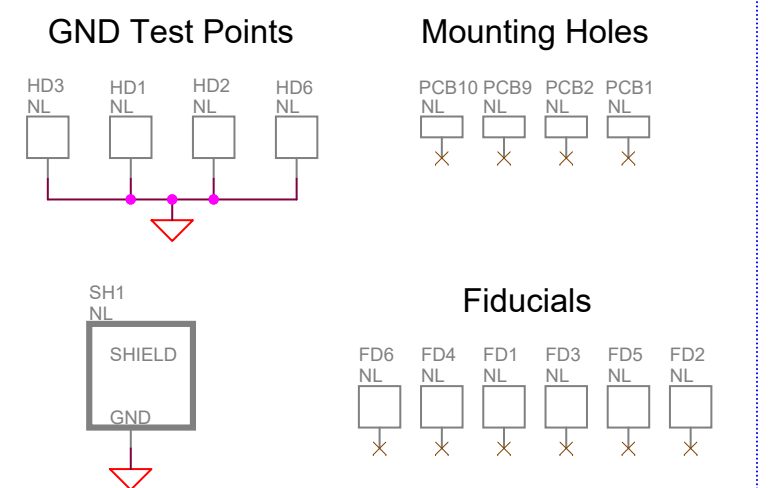 GND Test Points
HD3 HD1 HD2 HD6
NL NL NL NL
Mounting Holes
PCB10 PCB9 PCB2 PCB1
NL NL NL NL
SH1
NL
SHIELD
GND
Fiducials
FD6 FD4 FD1 FD3 FD5 FD2
NL NL NL NL NL NL